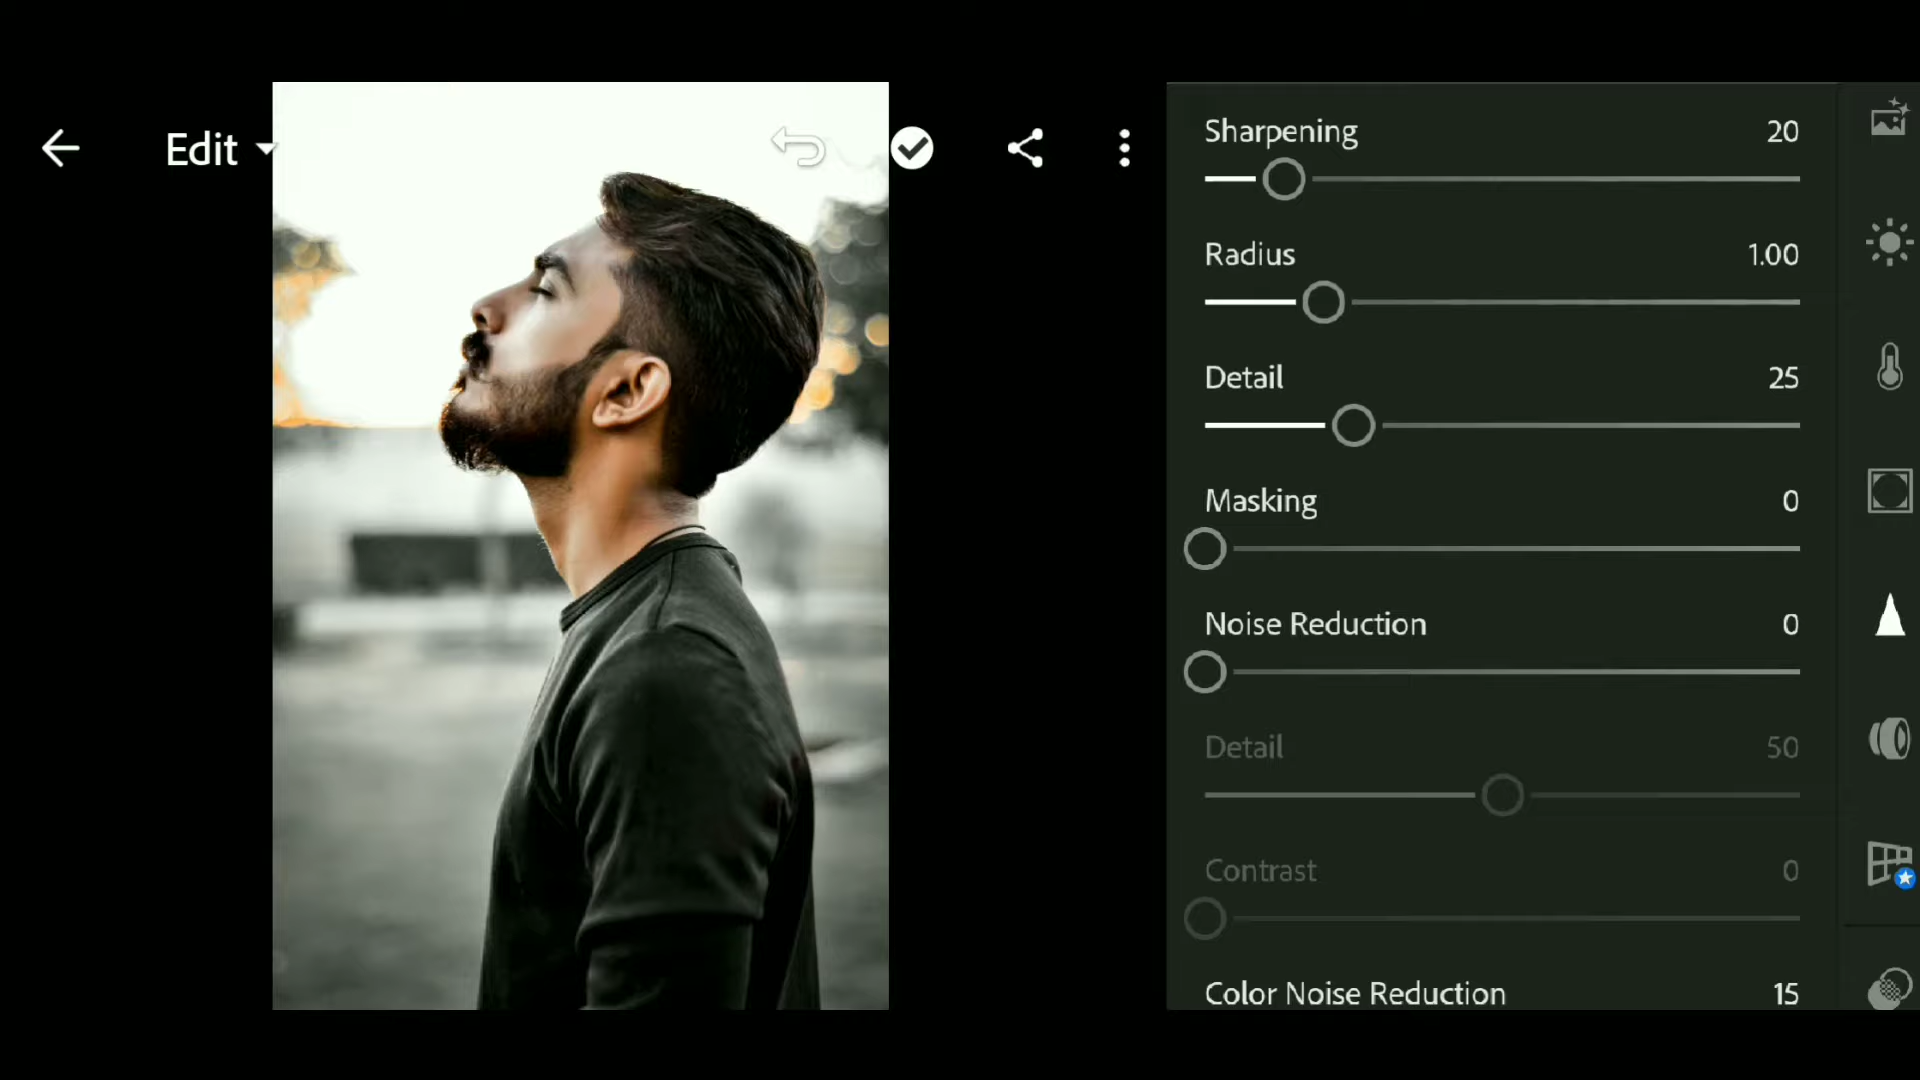 Edit
Sharpening 20
Radius 1.00
Detail 25
Masking 0
Noise Reduction 0
Detail 50
Contrast 0
Color Noise Reduction 15